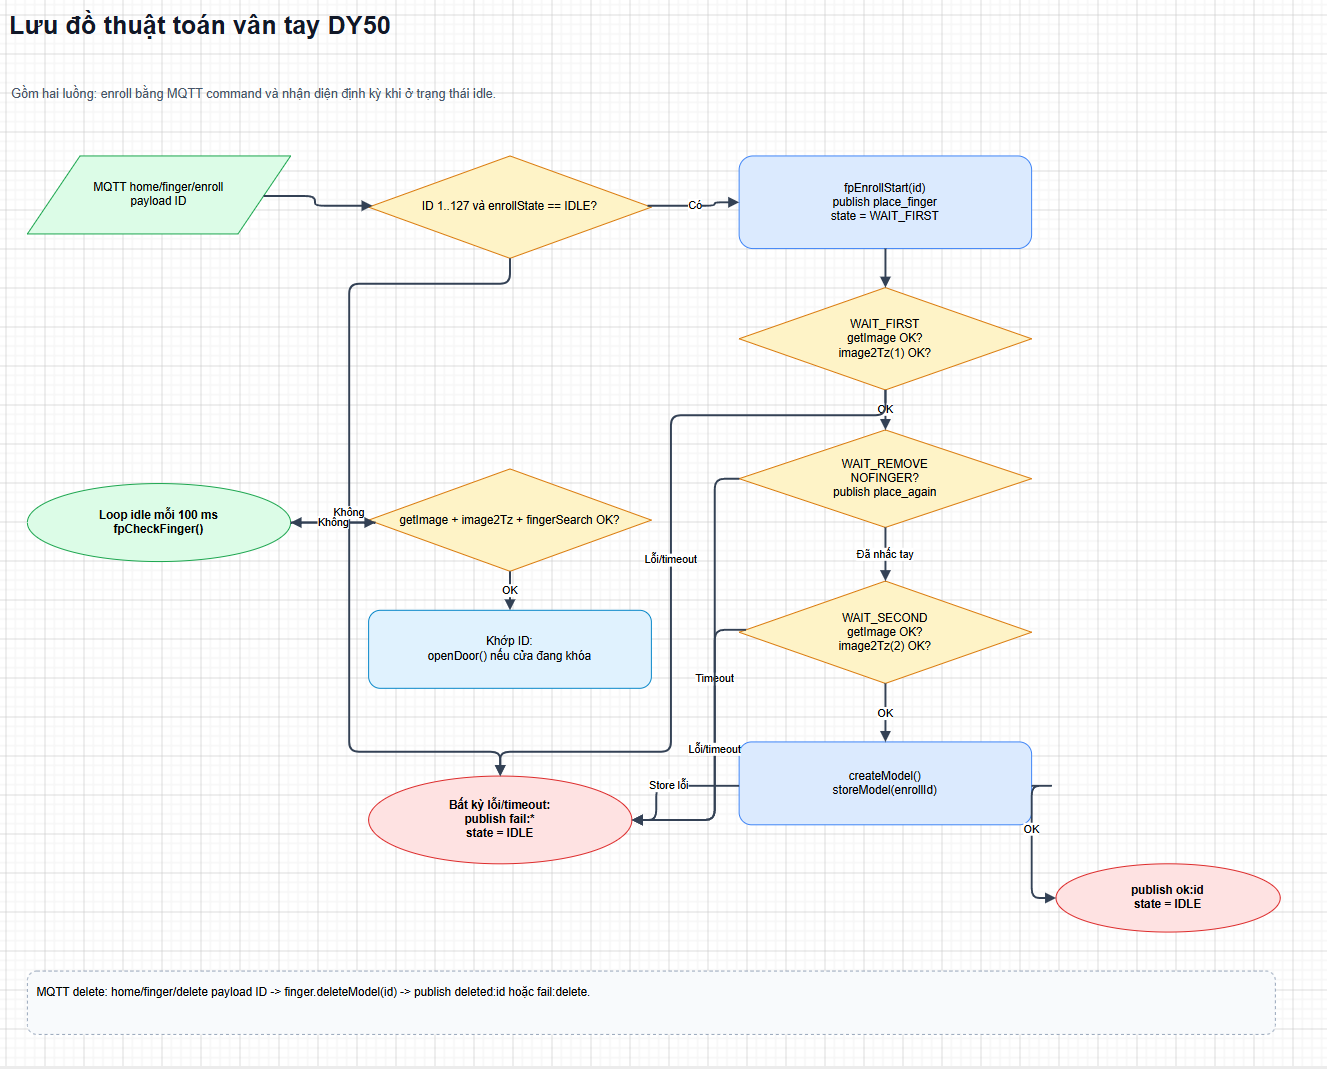 Lưu đồ thuật toán vân tay DY50
Gồm hai luồng: enroll bằng MQTT command và nhận diện định kỳ khi ở trạng thái idle.
MQTT home/finger/enroll
payload ID
ID 1..127 và enrollState == IDLE?
Có
fpEnrollStart(id)
publish place_finger
state = WAIT_FIRST
WAIT_FIRST
getImage OK?
image2Tz(1) OK?
OK
WAIT_REMOVE
NOFINGER?
publish place_again
Loop idle mỗi 100 ms
fpCheckFinger()
Không
Không
getImage + image2Tz + fingerSearch OK?
Lỗi/timeout
Đã nhấc tay
OK
WAIT_SECOND
getImage OK?
image2Tz(2) OK?
Khớp ID:
openDoor() nếu cửa đang khóa
Timeout
OK
Lỗi/timeout
createModel()
storeModel(enrollId)
Store lỗi
Bất kỳ lỗi/timeout:
publish fail:*
state = IDLE
OK
publish ok:id
state = IDLE
MQTT delete: home/finger/delete payload ID -> finger.deleteModel(id) -> publish deleted:id hoặc fail:delete.